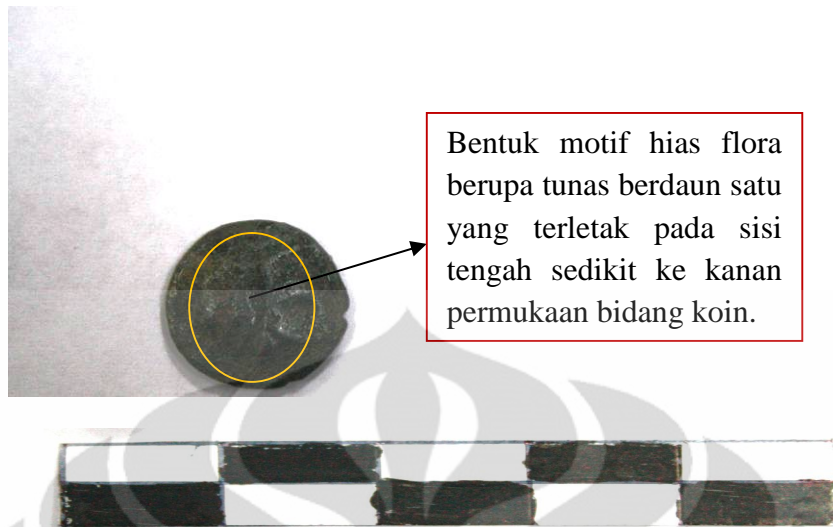 Bentuk motif hias flora
berupa tunas berdaun satu
yang terletak pada sisi
tengah sedikit ke kanan
permukaan bidang koin.